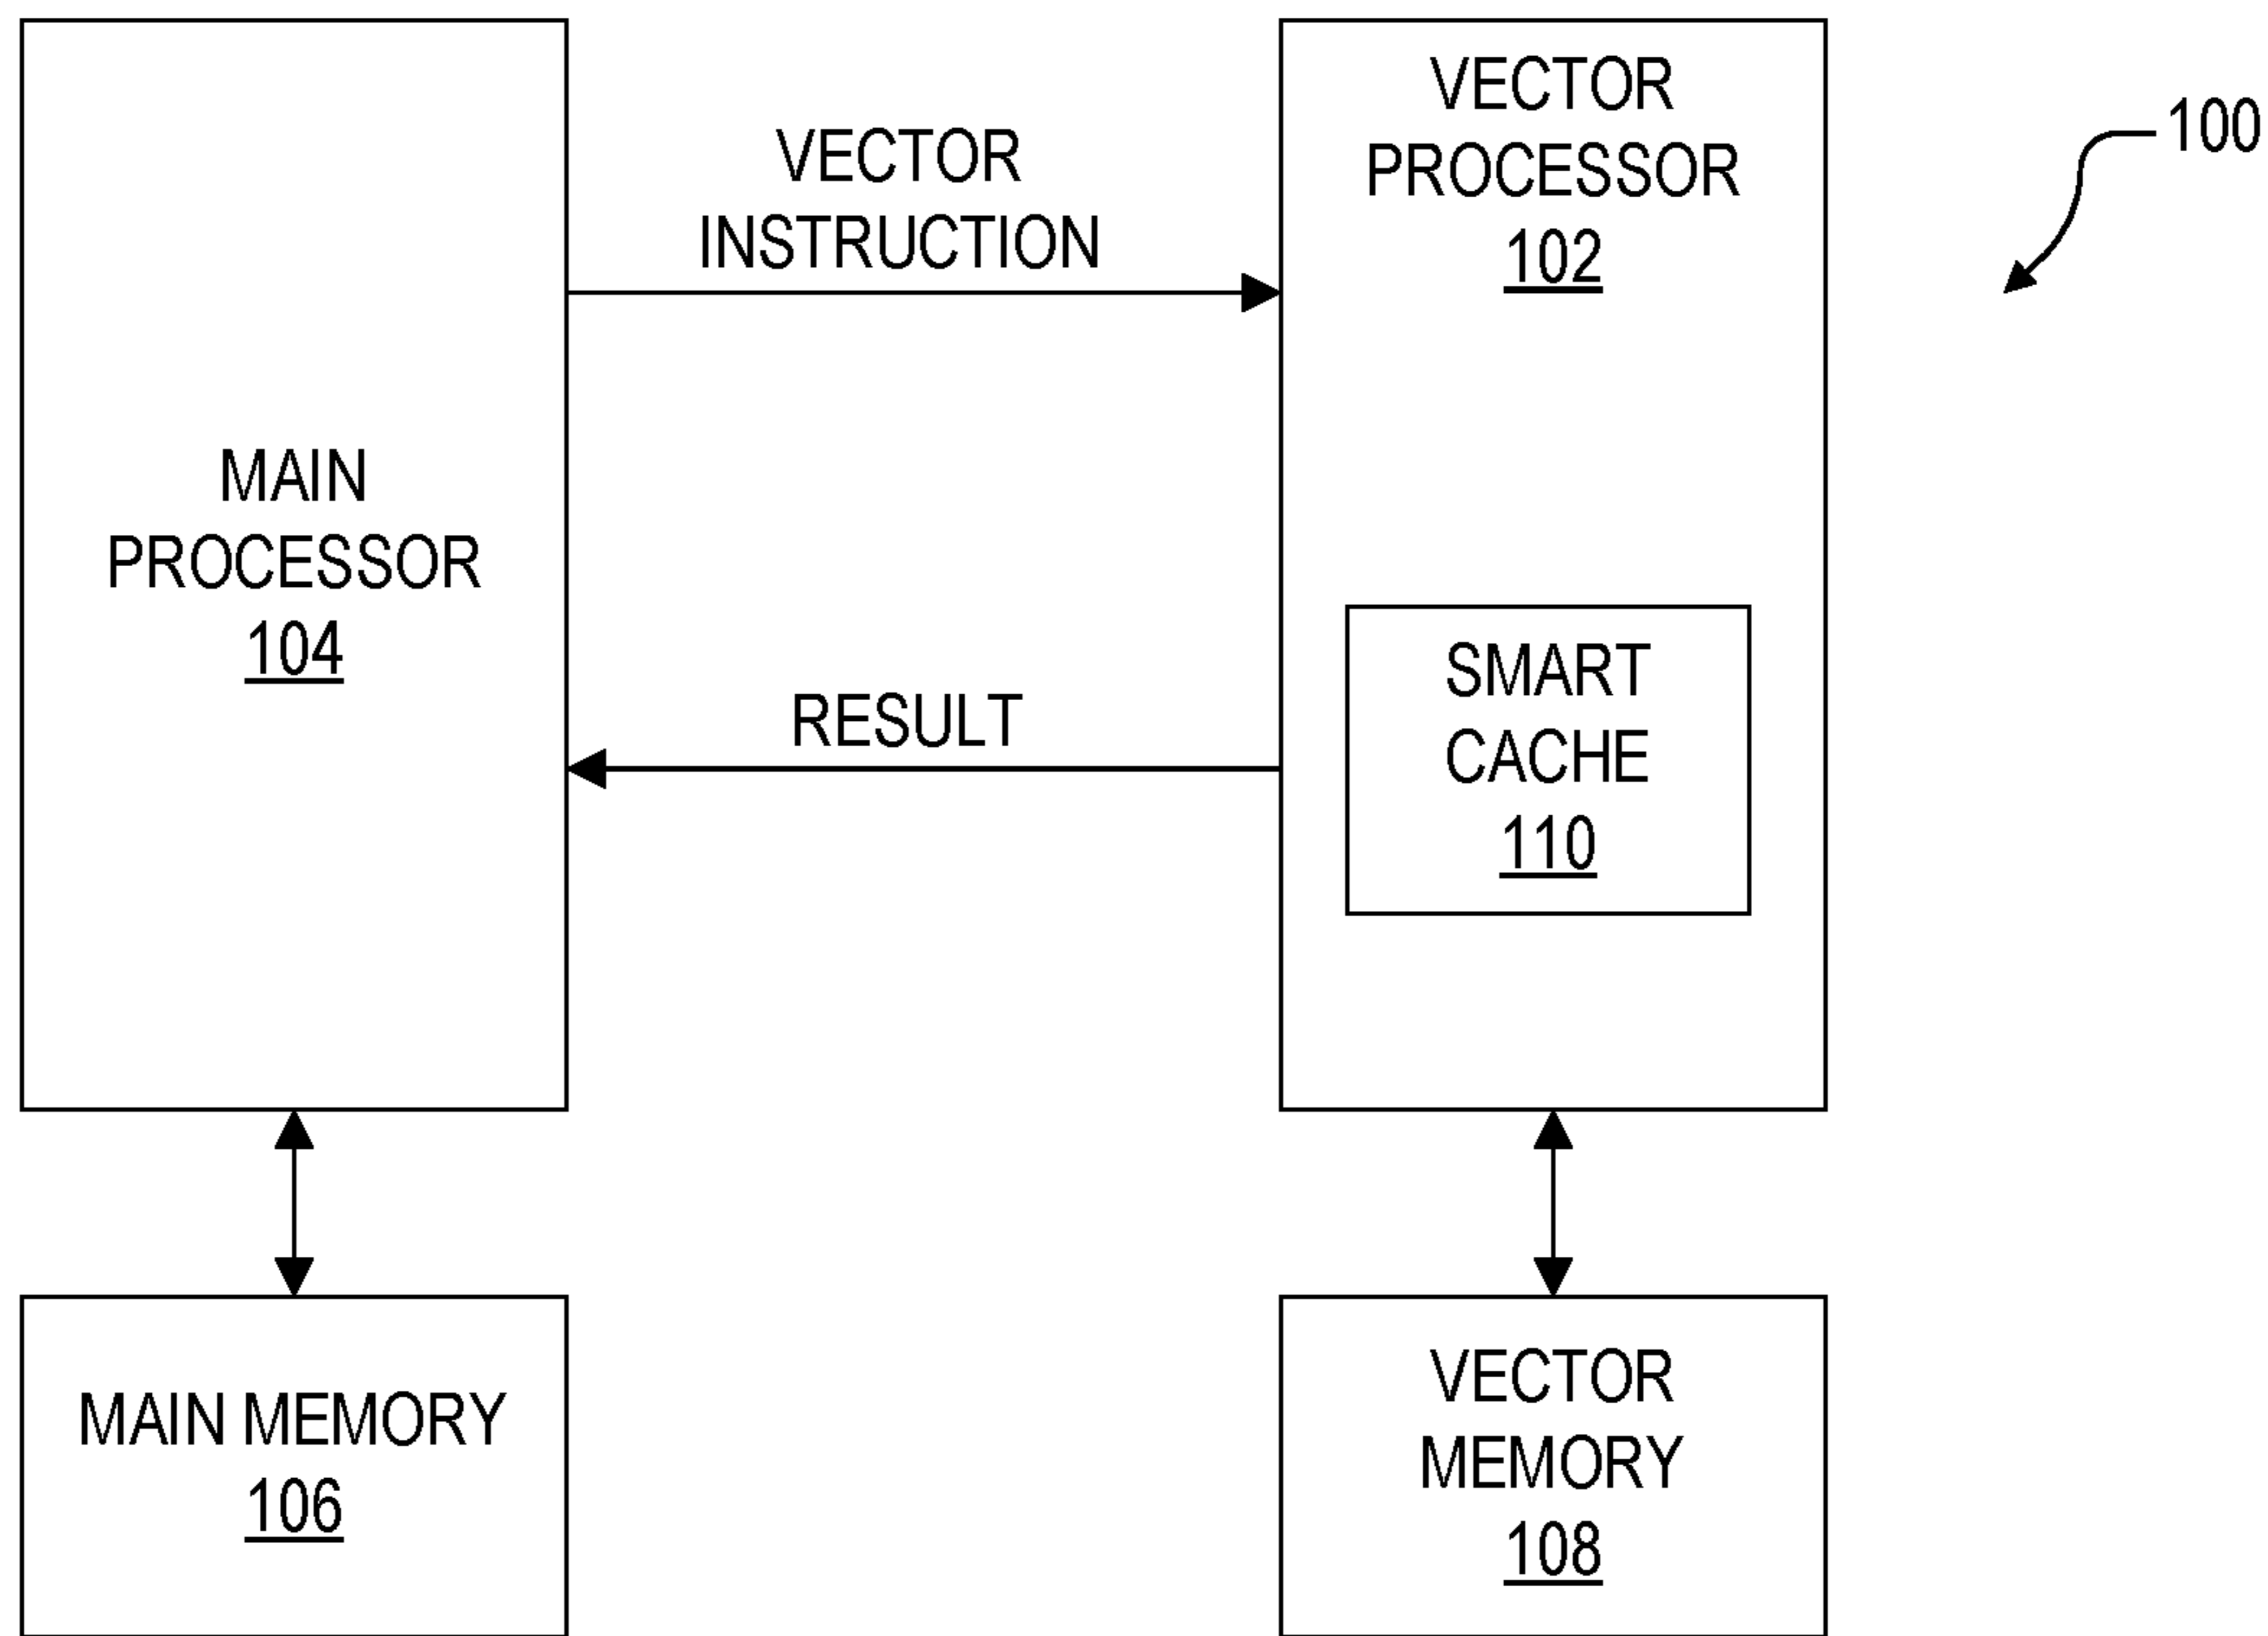 MAIN
PROCESSOR
104
VECTOR
INSTRUCTION
RESULT
VECTOR
PROCESSOR
102
SMART
CACHE
110
100
MAIN MEMORY
106
VECTOR
MEMORY
108